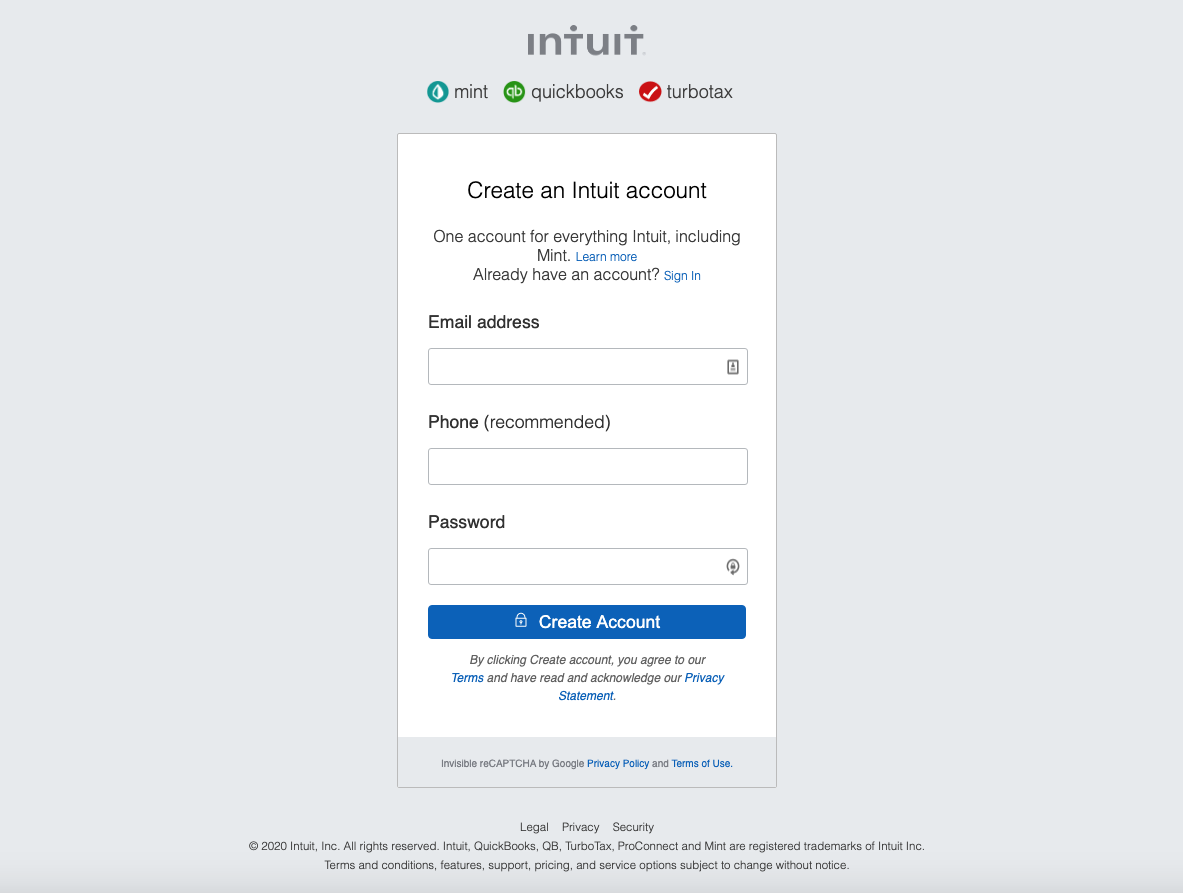 intuit
mint quickbooks turbotax
Create an Intuit account
One account for everything Intuit, including
Mint. Learn more
Already have an account? Sign In
Email address
Phone (recommended)
Password
Create Account
By clicking Create account, you agree to our
Terms and have read and acknowledge our Privacy
Statement.
Invisible reCAPTCHA by Google Privacy Policy and Terms of Use.
Legal Privacy Security
© 2020 Intuit, Inc. All rights reserved. Intuit, QuickBooks, QB, TurboTax, ProConnect and Mint are registered trademarks of Intuit Inc.
Terms and conditions, features, support, pricing, and service options subject to change without notice.